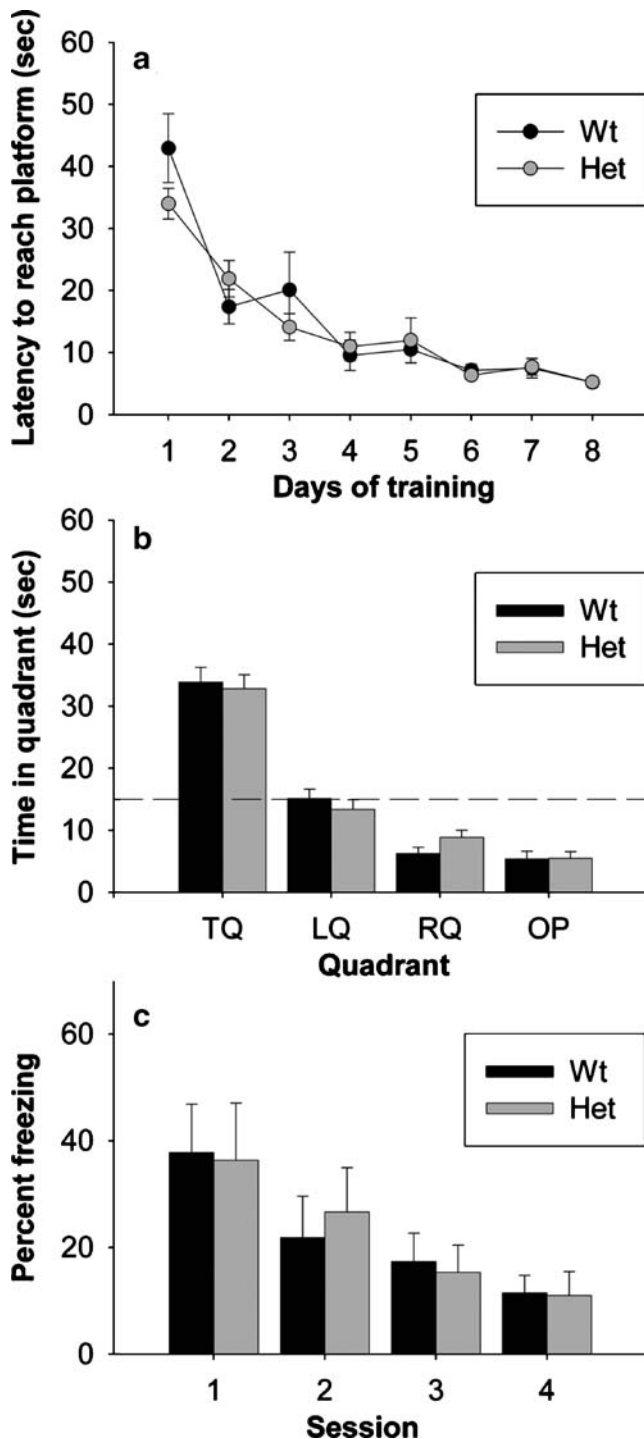 a
Latency to reach platform (sec)
60
50
40
30
20
10
0
Wt
Het
1 2 3 4 5 6 7 8
Days of training
b
Time in quadrant (sec)
60
50
40
30
20
10
0
Wt
Het
TQ LQ RQ OP
Quadrant
c
Percent freezing
60
40
20
0
Wt
Het
1 2 3 4
Session